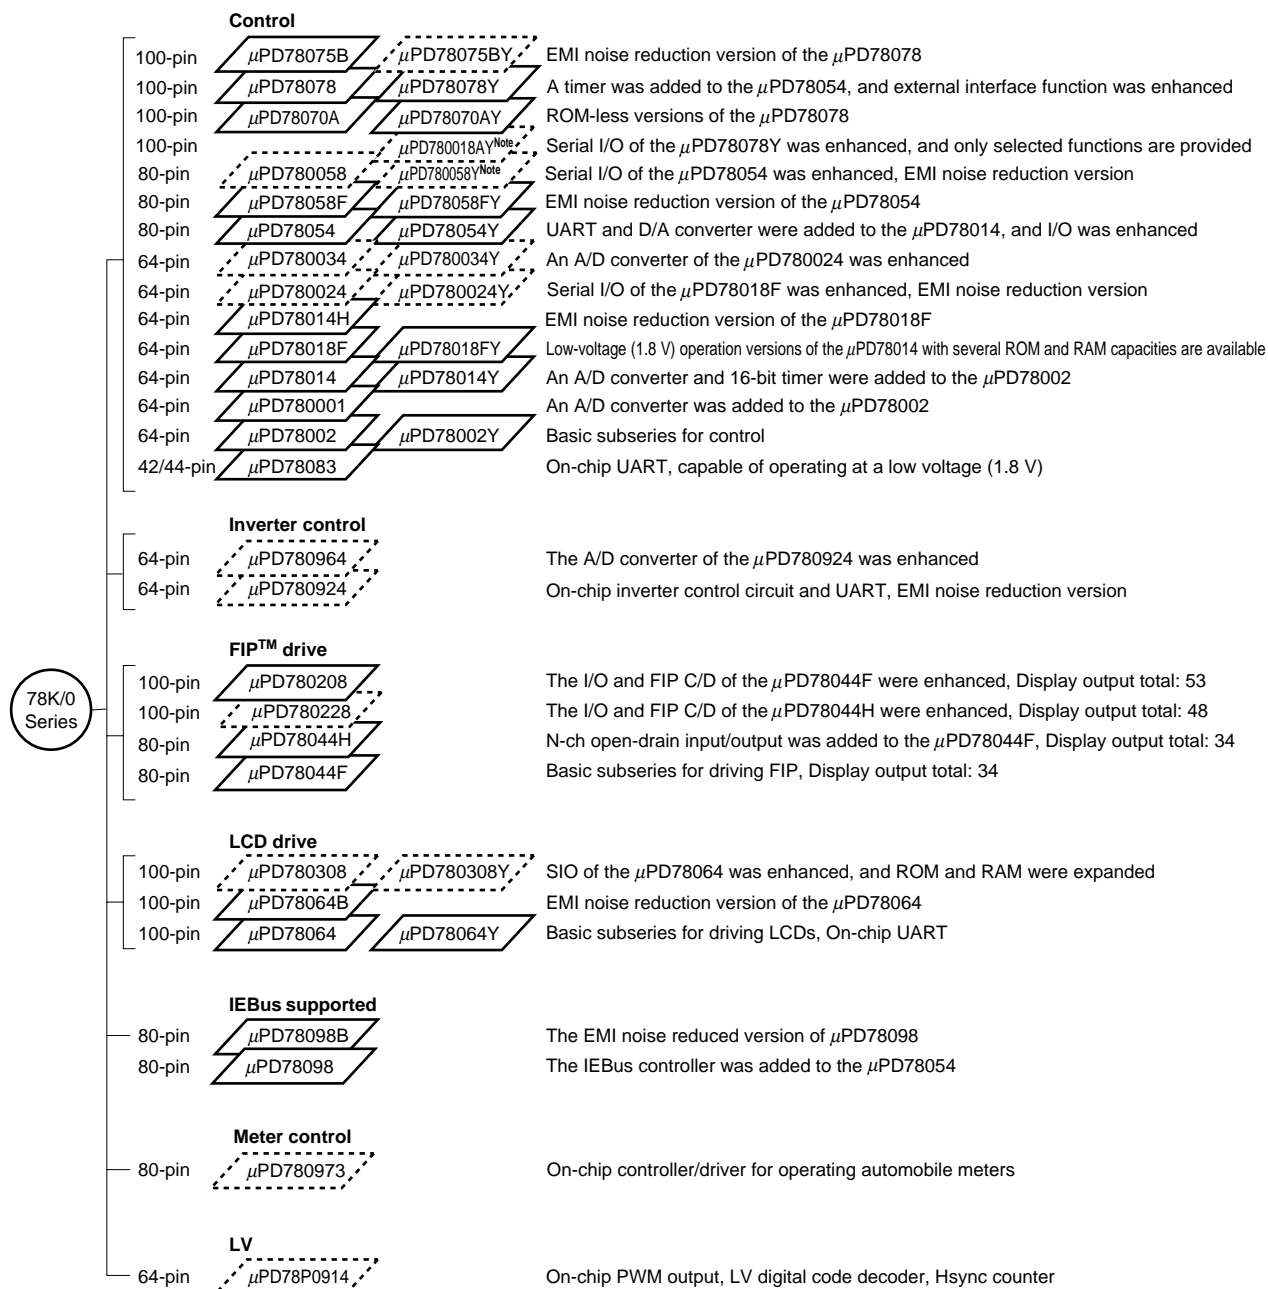 Control
100-pin μPD78075B μPD78075BY EMI noise reduction version of the μPD78078
100-pin μPD78078 μPD78078Y A timer was added to the μPD78054, and external interface function was enhanced
100-pin μPD78070A μPD78070AY ROM-less versions of the μPD78078
100-pin μPD780018AYNote Serial I/O of the μPD78078Y was enhanced, and only selected functions are provided
80-pin μPD780058 μPD780058YNote Serial I/O of the μPD78054 was enhanced, EMI noise reduction version
80-pin μPD78058F μPD78058FY EMI noise reduction version of the μPD78054
80-pin μPD78054 μPD78054Y UART and D/A converter were added to the μPD78014, and I/O was enhanced
64-pin μPD780034 μPD780034Y An A/D converter of the μPD780024 was enhanced
64-pin μPD780024 μPD780024Y Serial I/O of the μPD78018F was enhanced, EMI noise reduction version
64-pin μPD78014H EMI noise reduction version of the μPD78018F
64-pin μPD78018F μPD78018FY Low-voltage (1.8 V) operation versions of the μPD78014 with several ROM and RAM capacities are available
64-pin μPD78014 μPD78014Y An A/D converter and 16-bit timer were added to the μPD78002
64-pin μPD780001 An A/D converter was added to the μPD78002
64-pin μPD78002 μPD78002Y Basic subseries for control
42/44-pin μPD78083 On-chip UART, capable of operating at a low voltage (1.8 V)
Inverter control
64-pin μPD780964 The A/D converter of the μPD780924 was enhanced
64-pin μPD780924 On-chip inverter control circuit and UART, EMI noise reduction version
78K/0
Series
FIPTM drive
100-pin μPD780208 The I/O and FIP C/D of the μPD78044F were enhanced, Display output total: 53
100-pin μPD780228 The I/O and FIP C/D of the μPD78044H were enhanced, Display output total: 48
80-pin μPD78044H N-ch open-drain input/output was added to the μPD78044F, Display output total: 34
80-pin μPD78044F Basic subseries for driving FIP, Display output total: 34
LCD drive
100-pin μPD780308 μPD780308Y SIO of the μPD78064 was enhanced, and ROM and RAM were expanded
100-pin μPD78064B EMI noise reduction version of the μPD78064
100-pin μPD78064 μPD78064Y Basic subseries for driving LCDs, On-chip UART
IEBus supported
80-pin μPD78098B The EMI noise reduced version of μPD78098
80-pin μPD78098 The IEBus controller was added to the μPD78054
Meter control
80-pin μPD780973 On-chip controller/driver for operating automobile meters
LV
64-pin μPD78P0914 On-chip PWM output, LV digital code decoder, Hsync counter